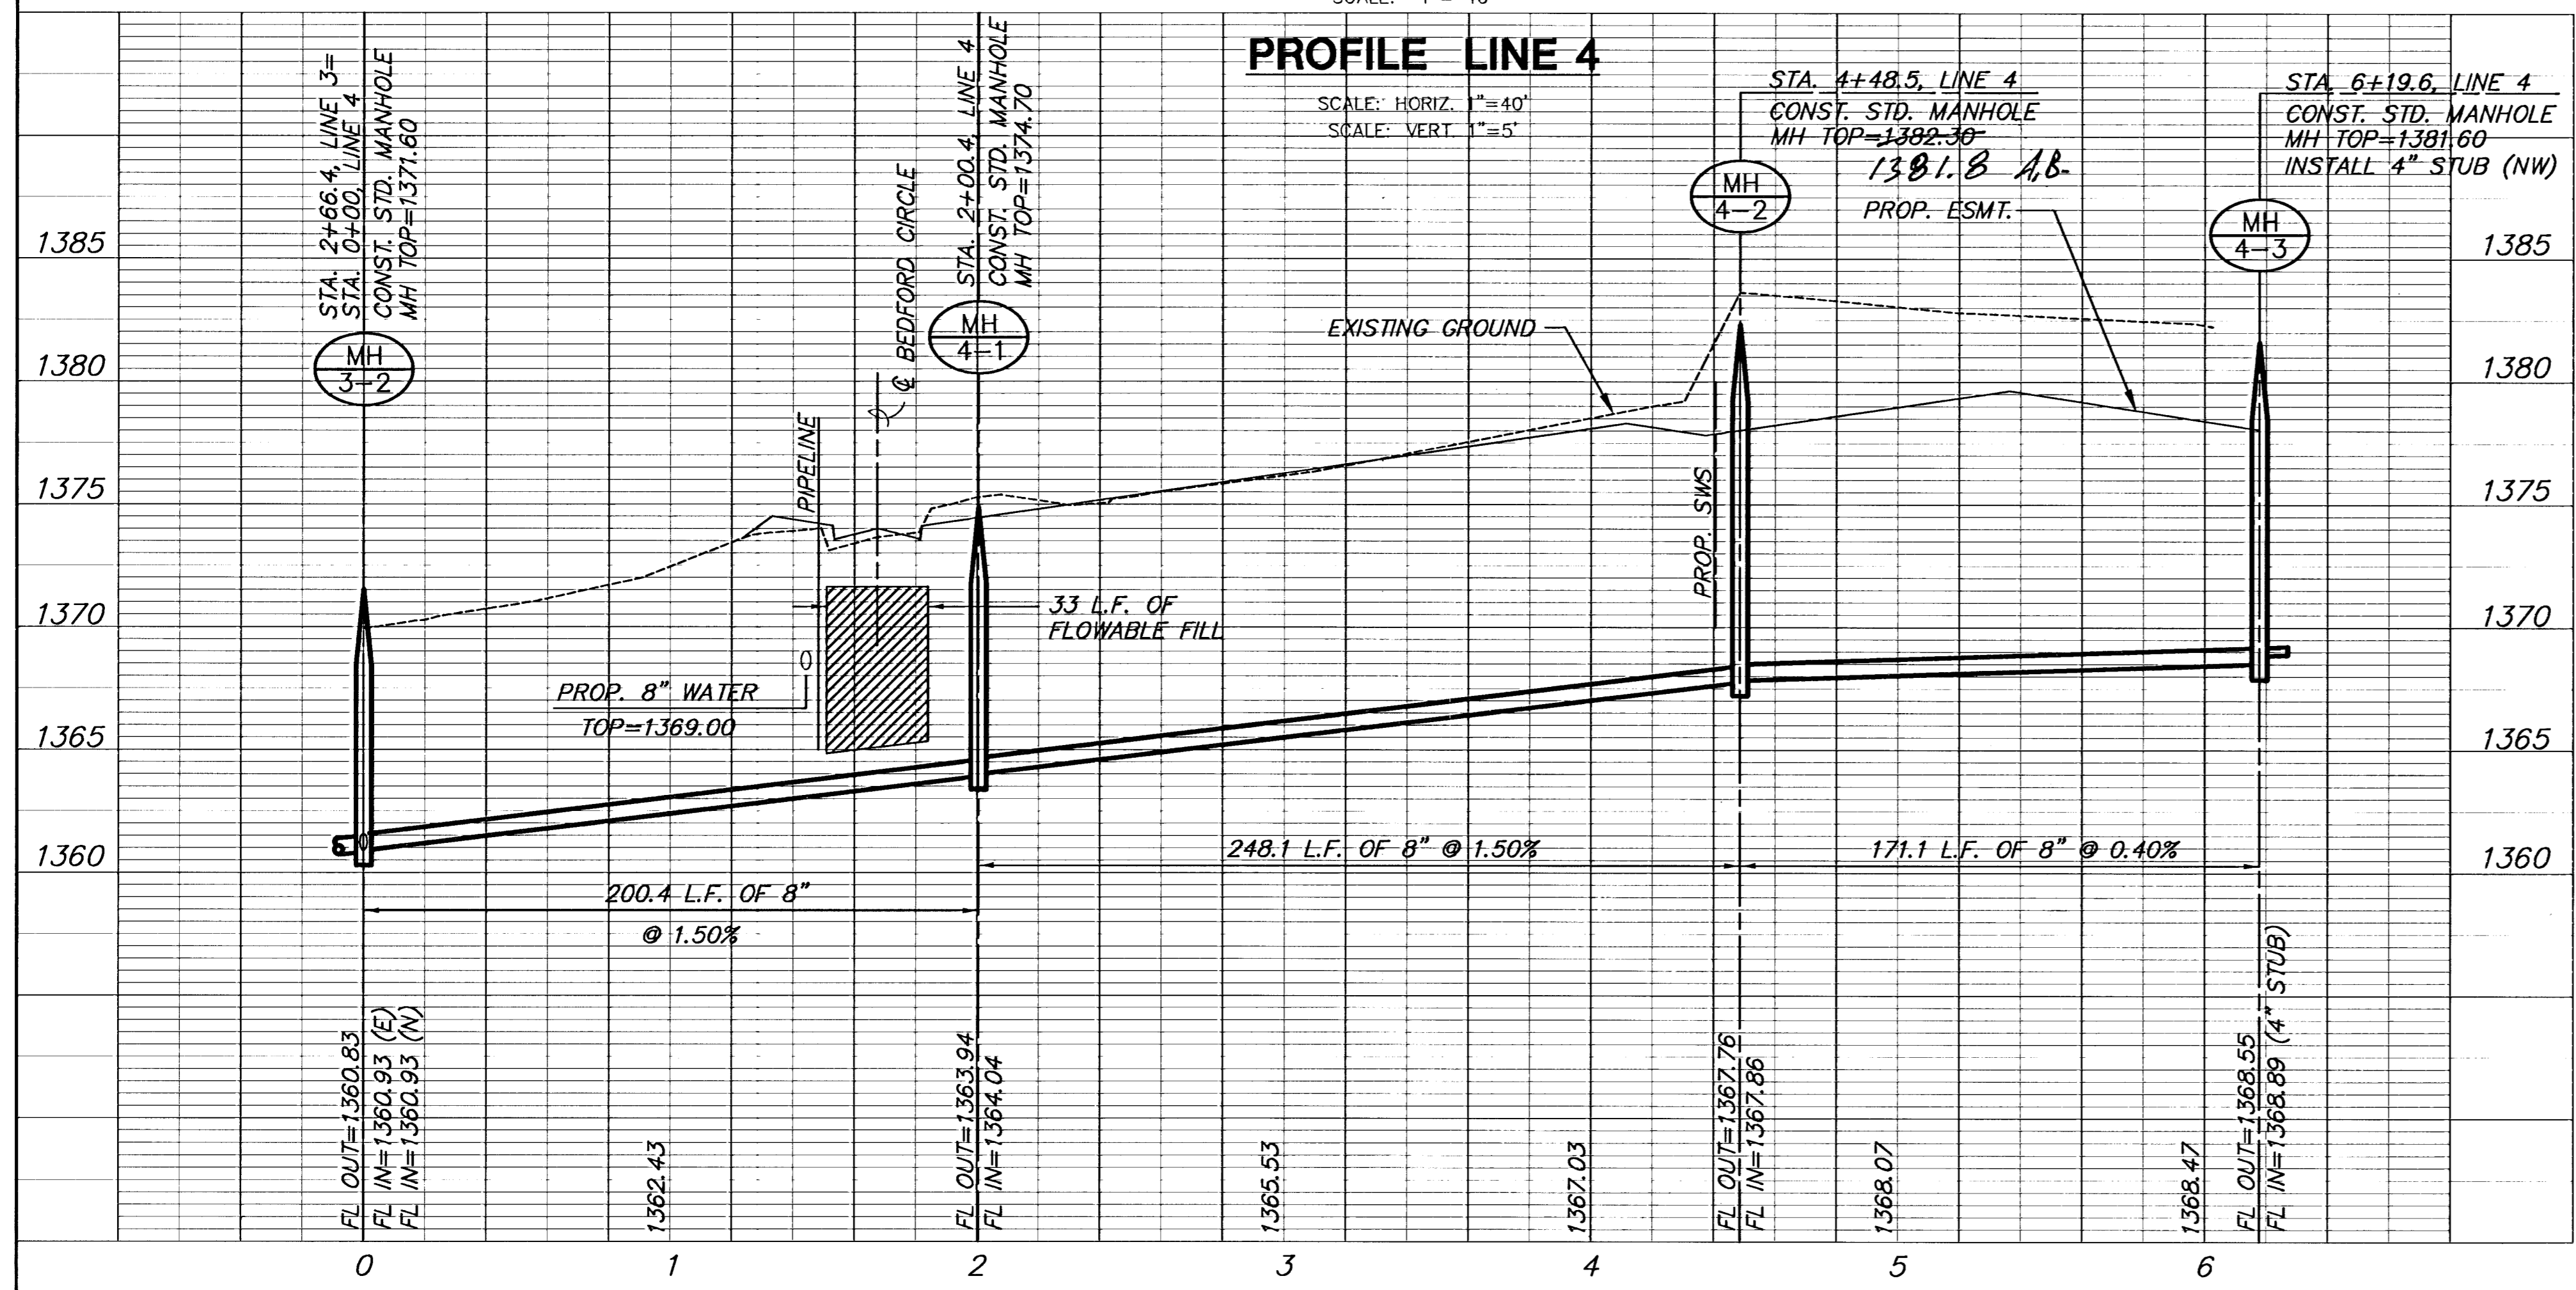 PROFILE LINE 4
SCALE: HORIZ. 1"=40'
SCALE: VERT. 1"=5'
STA. 2+66.4, LINE 3=
STA. 0+00, LINE 4
CONST. STD. MANHOLE
MH TOP=1371.60
MH
3-2
BEDFORD CIRCLE
STA. 2+00.4, LINE 4
CONST. STD. MANHOLE
MH TOP=1374.70
MH
4-1
STA. 4+48.5, LINE 4
CONST. STD. MANHOLE
MH TOP=1382.30
1381.8 A.B.
MH
4-2
PROP. ESMT.
STA. 6+19.6, LINE 4
CONST. STD. MANHOLE
MH TOP=1381.60
INSTALL 4" STUB (NW)
MH
4-3
EXISTING GROUND
PIPELINE
PROP. SWS
33 L.F. OF
FLOWABLE FILL
PROP. 8" WATER
TOP=1369.00
1385
1380
1375
1370
1365
1360
1385
1380
1375
1370
1365
1360
200.4 L.F. OF 8"
@ 1.50%
248.1 L.F. OF 8" @ 1.50%
171.1 L.F. OF 8" @ 0.40%
FL OUT=1360.83
FL IN=1360.93 (E)
FL IN=1360.93 (N)
1362.43
FL OUT=1363.94
FL IN=1364.04
1365.53
1367.03
FL OUT=1367.76
FL IN=1367.86
1368.07
1368.47
FL OUT=1368.55
FL IN=1368.89 (4" STUB)
0 1 2 3 4 5 6